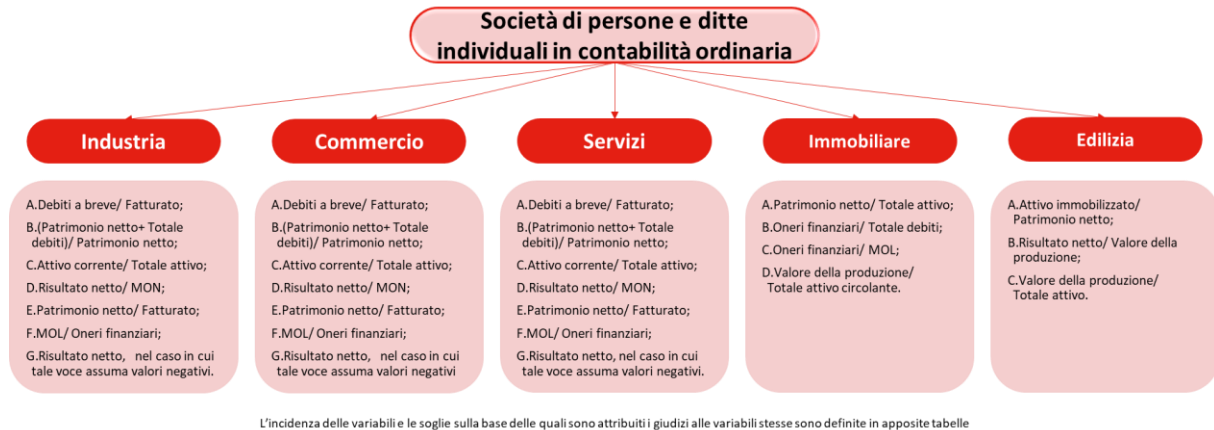 Società di persone e ditte
individuali in contabilità ordinaria
Industria
Commercio
Servizi
Immobiliare
Edilizia
A.Debiti a breve/ Fatturato;
B.(Patrimonio netto+ Totale
debiti)/ Patrimonio netto;
C.Attivo corrente/ Totale attivo;
D.Risultato netto/ MON;
E.Patrimonio netto/ Fatturato;
F.MOL/ Oneri finanziari;
G.Risultato netto, nel caso in cui
tale voce assuma valori negativi.
A.Debiti a breve/ Fatturato;
B.(Patrimonio netto+ Totale
debiti)/ Patrimonio netto;
C.Attivo corrente/ Totale attivo;
D.Risultato netto/ MON;
E.Patrimonio netto/ Fatturato;
F.MOL/ Oneri finanziari;
G.Risultato netto, nel caso in cui
tale voce assuma valori negativi
A.Debiti a breve/ Fatturato;
B.(Patrimonio netto+ Totale
debiti)/ Patrimonio netto;
C.Attivo corrente/ Totale attivo;
D.Risultato netto/ MON;
E.Patrimonio netto/ Fatturato;
F.MOL/ Oneri finanziari;
G.Risultato netto, nel caso in cui
tale voce assuma valori negativi.
A.Patrimonio netto/ Totale attivo;
B.Oneri finanziari/ Totale debiti;
C.Oneri finanziari/ MOL;
D.Valore della produzione/
Totale attivo circolante.
A.Attivo immobilizzato/
Patrimonio netto;
B.Risultato netto/ Valore della
produzione;
C.Valore della produzione/
Totale attivo.
L'incidenza delle variabili e le soglie sulla base delle quali sono attribuiti i giudizi alle variabili stesse sono definite in apposite tabelle